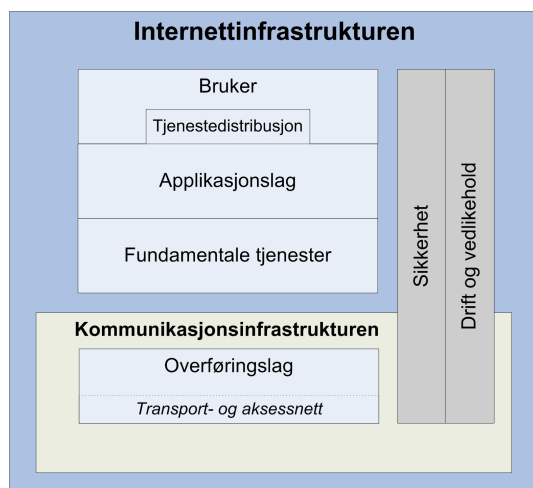 Internettinfrastrukturen
Bruker
Tjenestedistribusjon
Applikasjonslag
Fundamentale tjenester
Kommunikasjonsinfrastrukturen
Overføringslag
Transport- og aksessnett
Sikkerhet
Drift og vedlikehold